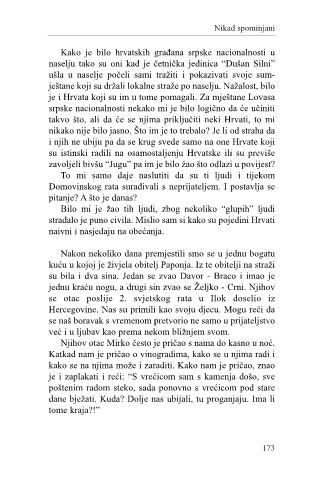 Nikad spominjani
Kako je bilo hrvatskih građana srpske nacionalnosti u
naselju tako su oni kad je četnička jedinica “Dušan Silni”
ušla u naselje počeli sami tražiti i pokazivati svoje sum-
ještane koji su držali lokalne straže po naselju. Nažalost, bilo
je i Hrvata koji su im u tome pomagali. Za mještane Lovasa
srpske nacionalnosti nekako mi je bilo logično da će učiniti
takvo što, ali da će se njima priključiti neki Hrvati, to mi
nikako nije bilo jasno. Što im je to trebalo? Je li od straha da
i njih ne ubiju pa da se krug svede samo na one Hrvate koji
su istinski radili na osamostaljenju Hrvatske ili su previše
zavoljeli bivšu “Jugu” pa im je bilo žao što odlazi u povijest?
To mi samo daje naslutiti da su ti ljudi i tijekom
Domovinskog rata surađivali s neprijateljem. I postavlja se
pitanje? A što je danas?
Bilo mi je žao tih ljudi, zbog nekoliko “glupih” ljudi
stradalo je puno civila. Mislio sam si kako su pojedini Hrvati
naivni i nasjedaju na obećanja.
Nakon nekoliko dana premjestili smo se u jednu bogatu
kuću u kojoj je živjela obitelj Paponja. Iz te obitelji na straži
su bila i dva sina. Jedan se zvao Davor - Braco i imao je
jednu kraću nogu, a drugi sin zvao se Željko - Crni. Njihov
se otac poslije 2. svjetskog rata u Ilok doselio iz
Hercegovine. Nas su primili kao svoju djecu. Mogu reći da
se naš boravak s vremenom pretvorio ne samo u prijateljstvo
već i u ljubav kao prema nekom bližnjem svom.
Njihov otac Mirko često je pričao s nama do kasno u noć.
Katkad nam je pričao o vinogradima, kako se u njima radi i
kako se na njima može i zaraditi. Kako nam je pričao, znao
je i zaplakati i reći: “S vrećicom sam s kamenja došo, sve
poštenim radom steko, sada ponovno s vrećicom pod stare
dane bježati. Kuda? Dolje nas ubijali, tu proganjaju. Ima li
tome kraja?!”
173